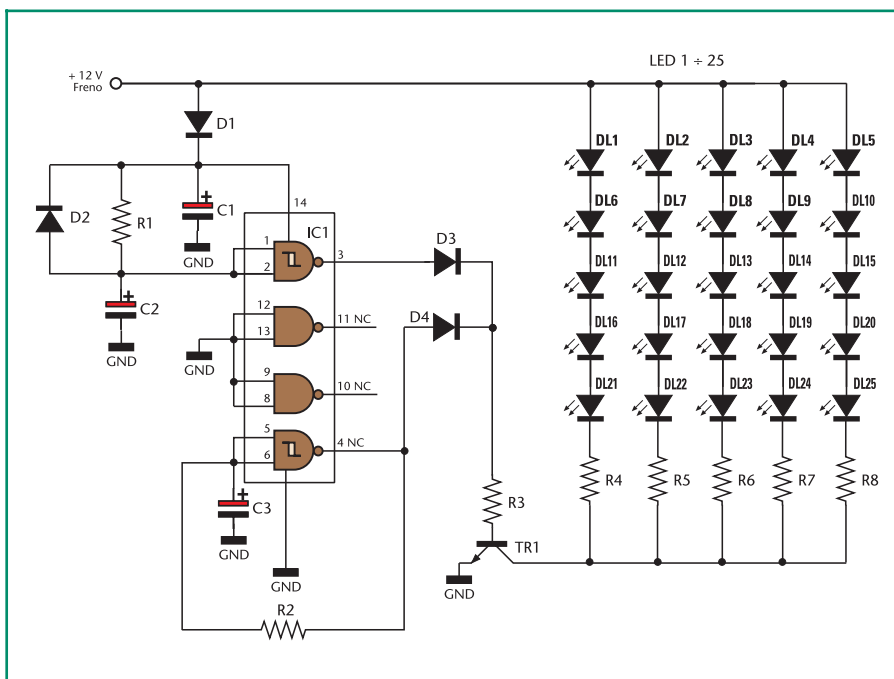 LED 1 ÷ 25
+ 12 V
Freno
D1
DL1 DL2 DL3 DL4 DL5
D2 R1 C1 14
DL6 DL7 DL8 DL9 DL10
IC1
GND
1 3 D3
2
DL11 DL12 DL13 DL14 DL15
C2 12 11 NC D4
13
DL16 DL17 DL18 DL19 DL20
GND GND
9 10 NC
8
DL21 DL22 DL23 DL24 DL25
5 4 NC
6
R4 R5 R6 R7 R8
C3 R3
GND
TR1
GND GND
R2